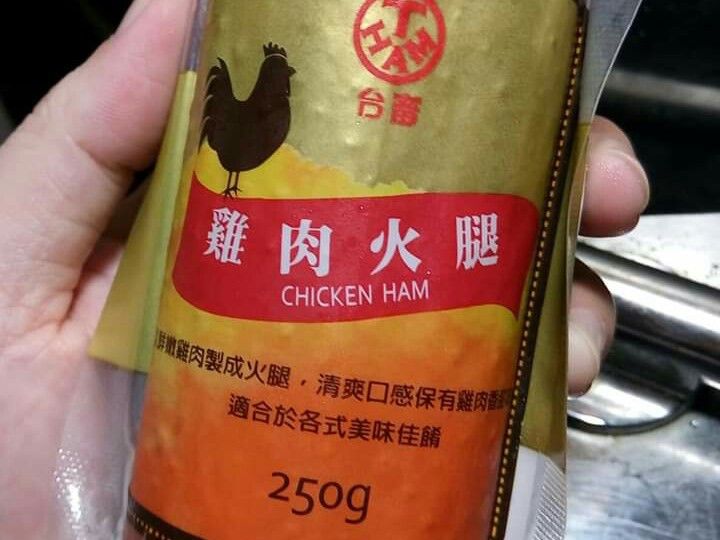 T
HAM
台畜
雞肉火腿
CHICKEN HAM
鮮嫩雞肉製成火腿，清爽口感保有雞肉香
適合於各式美味佳餚
250g